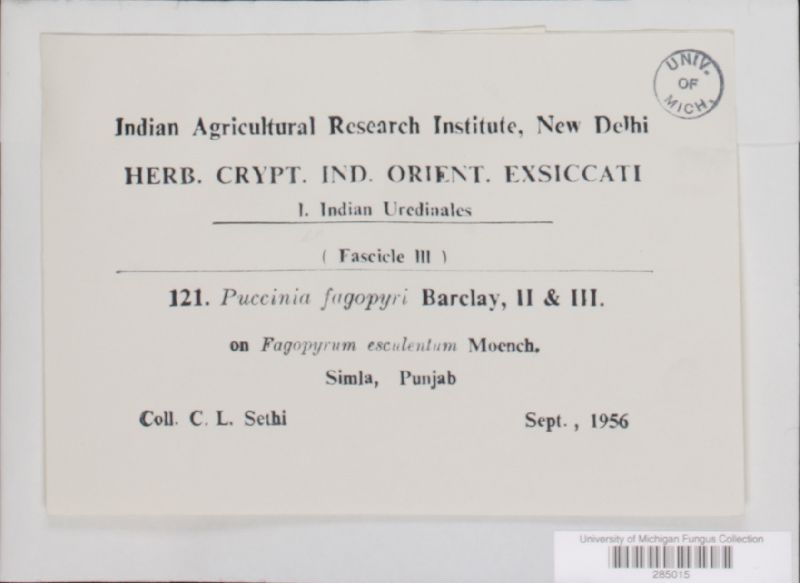 UNIV.
OF
MICH.
Indian Agricultural Research Institute, New Delhi
HERB. CRYPT. IND. ORIENT. EXSICCATI
1. Indian Uredinales
( Fascicle III )
121. Puccinia fagopyri Barclay, II & III.
on Fagopyrum esculentum Moench.
Simla, Punjab
Coll. C. L. Sethi Sept., 1956
University of Michigan Fungus Collection
285015